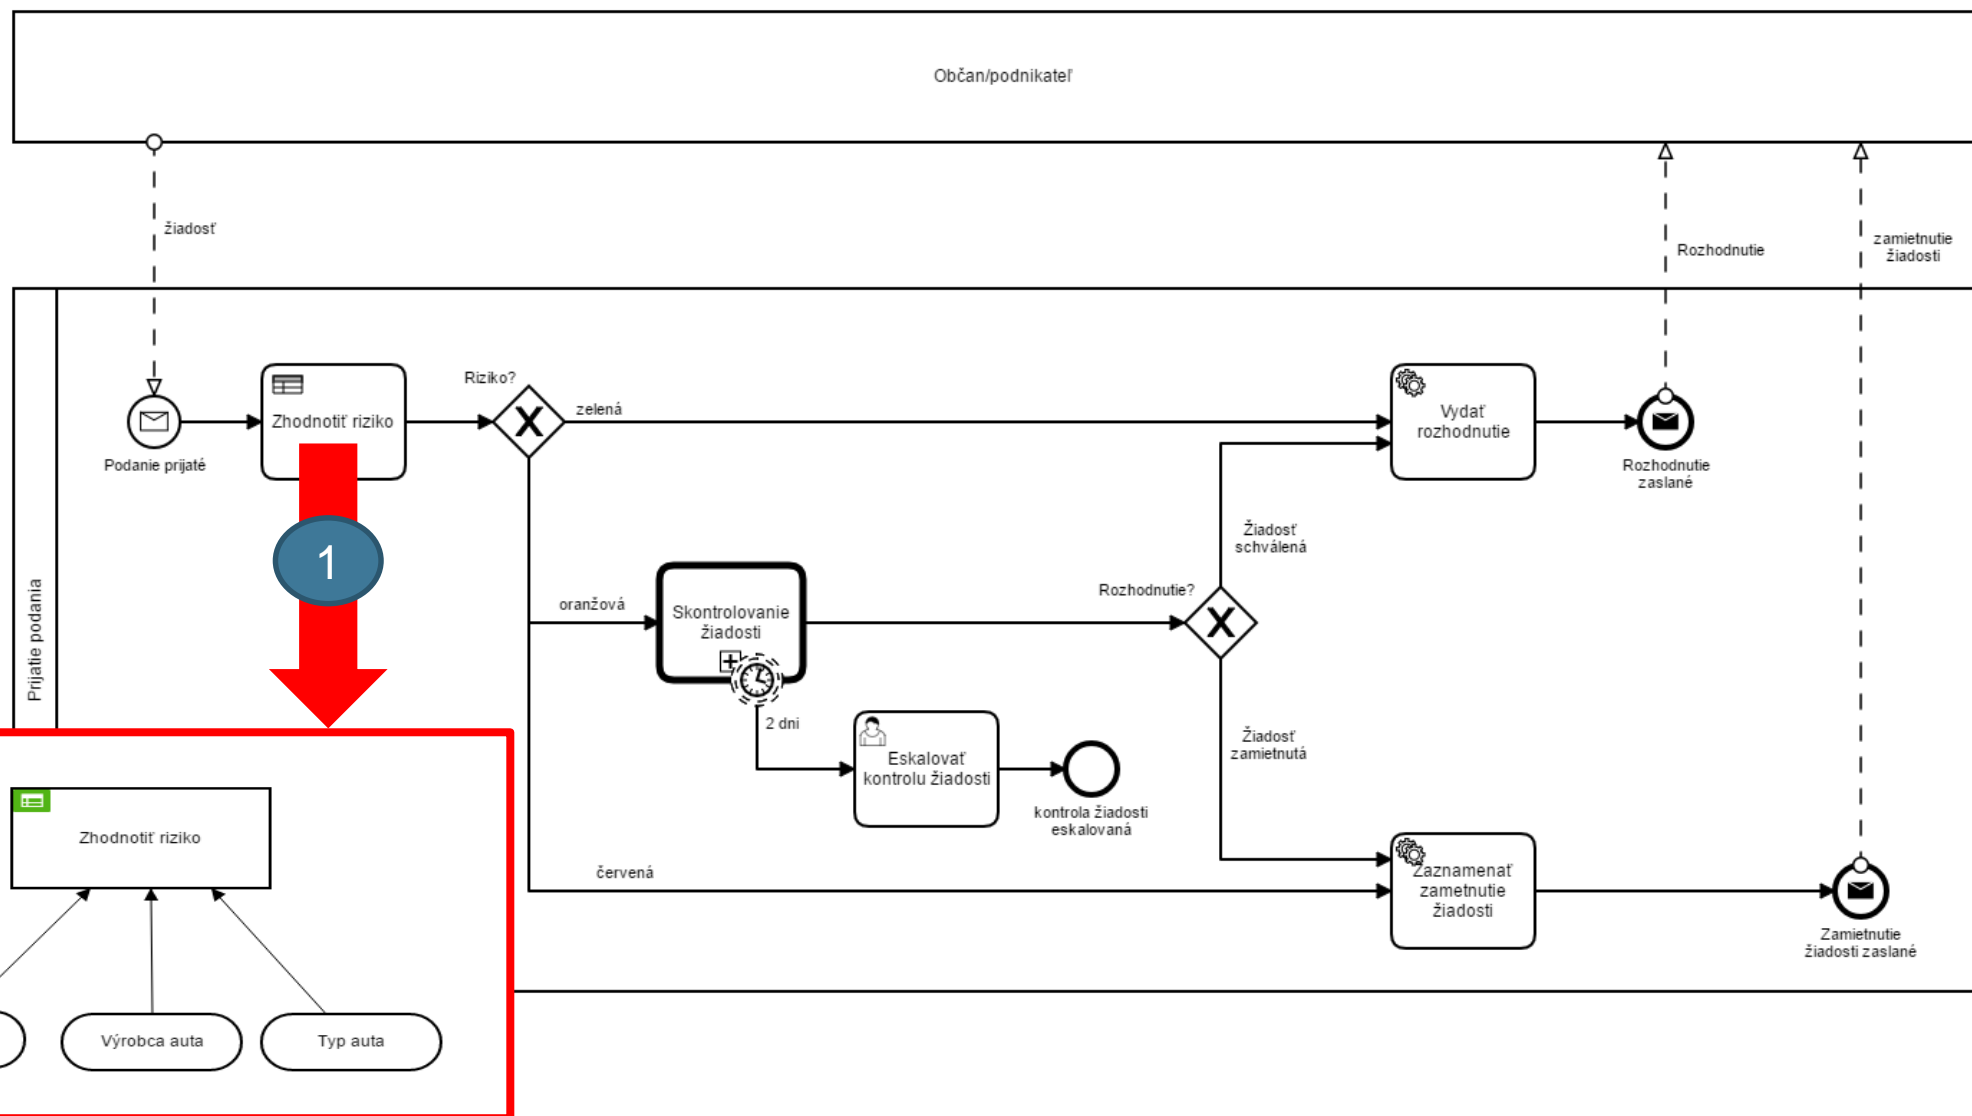 Občan/podnikateľ
žiadosť
Rozhodnutie
zamietnutie
žiadosti
Prijatie podania
Podanie prijaté
Zhodnotiť riziko
Riziko?
zelená
oranžová
červená
1
Skontrolovanie
žiadosti
2 dni
Eskalovať
kontrolu žiadosti
kontrola žiadosti
eskalovaná
Rozhodnutie?
Žiadosť
schválená
Žiadosť
zamietnutá
Vydať
rozhodnutie
Rozhodnutie
zaslané
Zaznamenať
zametnutie
žiadosti
Zamietnutie
žiadosti zaslané
Zhodnotiť riziko
Výrobca auta
Typ auta